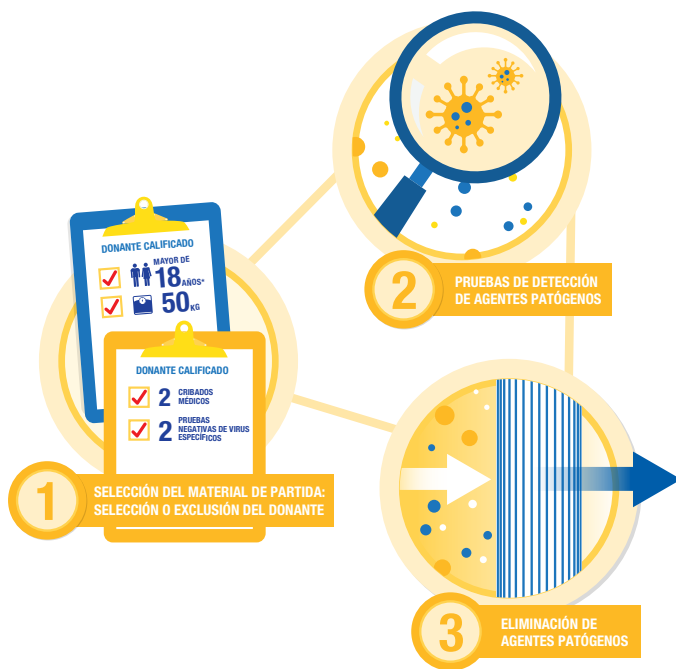 DONANTE CALIFICADO
MAYOR DE
18 AÑOS*
50 KG
DONANTE CALIFICADO
2 CRIBADOS
MÉDICOS
2 PRUEBAS
NEGATIVAS DE VIRUS
ESPECÍFICOS
1
SELECCIÓN DEL MATERIAL DE PARTIDA:
SELECCIÓN O EXCLUSIÓN DEL DONANTE
2
PRUEBAS DE DETECCIÓN
DE AGENTES PATÓGENOS
3
ELIMINACIÓN DE
AGENTES PATÓGENOS